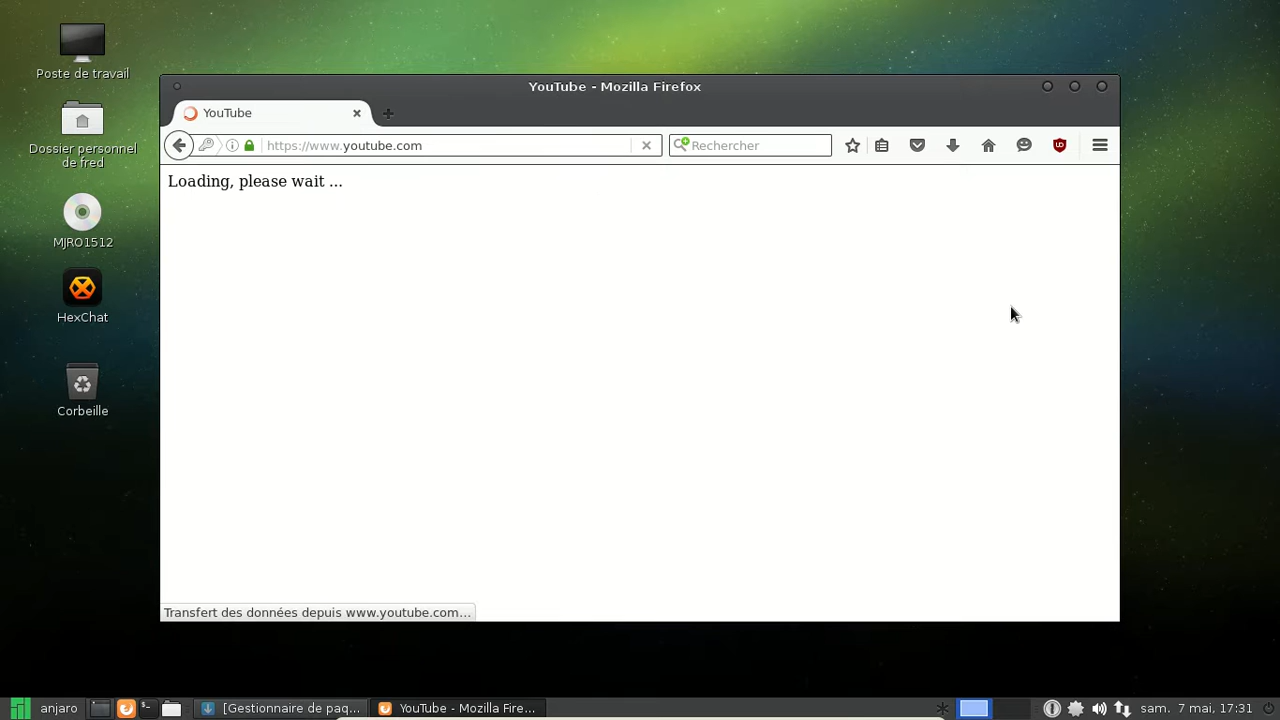 Poste de travail
Dossier personnel
de fred
MJRO1512
HexChat
Corbeille
YouTube - Mozilla Firefox
YouTube
https://www.youtube.com
Rechercher
Loading, please wait ...
Transfert des données depuis www.youtube.com...
anjaro
[Gestionnaire de paq...
YouTube - Mozilla Fire...
sam. 7 mai, 17:31